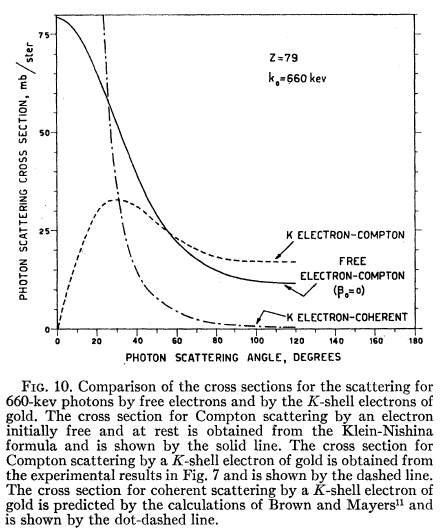 75
50
25
0
PHOTON SCATTERING CROSS SECTION, mb/ster
Z=79
k₀=660 kev
K ELECTRON-COMPTON
FREE
ELECTRON-COMPTON
(β₀=0)
K ELECTRON-COHERENT
0 20 40 60 80 100 120 140 160 180
PHOTON SCATTERING ANGLE, DEGREES
FIG. 10. Comparison of the cross sections for the scattering for
660-kev photons by free electrons and by the K-shell electrons of
gold. The cross section for Compton scattering by an electron
initially free and at rest is obtained from the Klein-Nishina
formula and is shown by the solid line. The cross section for
Compton scattering by a K-shell electron of gold is obtained from
the experimental results in Fig. 7 and is shown by the dashed line.
The cross section for coherent scattering by a K-shell electron of
gold is predicted by the calculations of Brown and Mayers¹¹ and
is shown by the dot-dashed line.